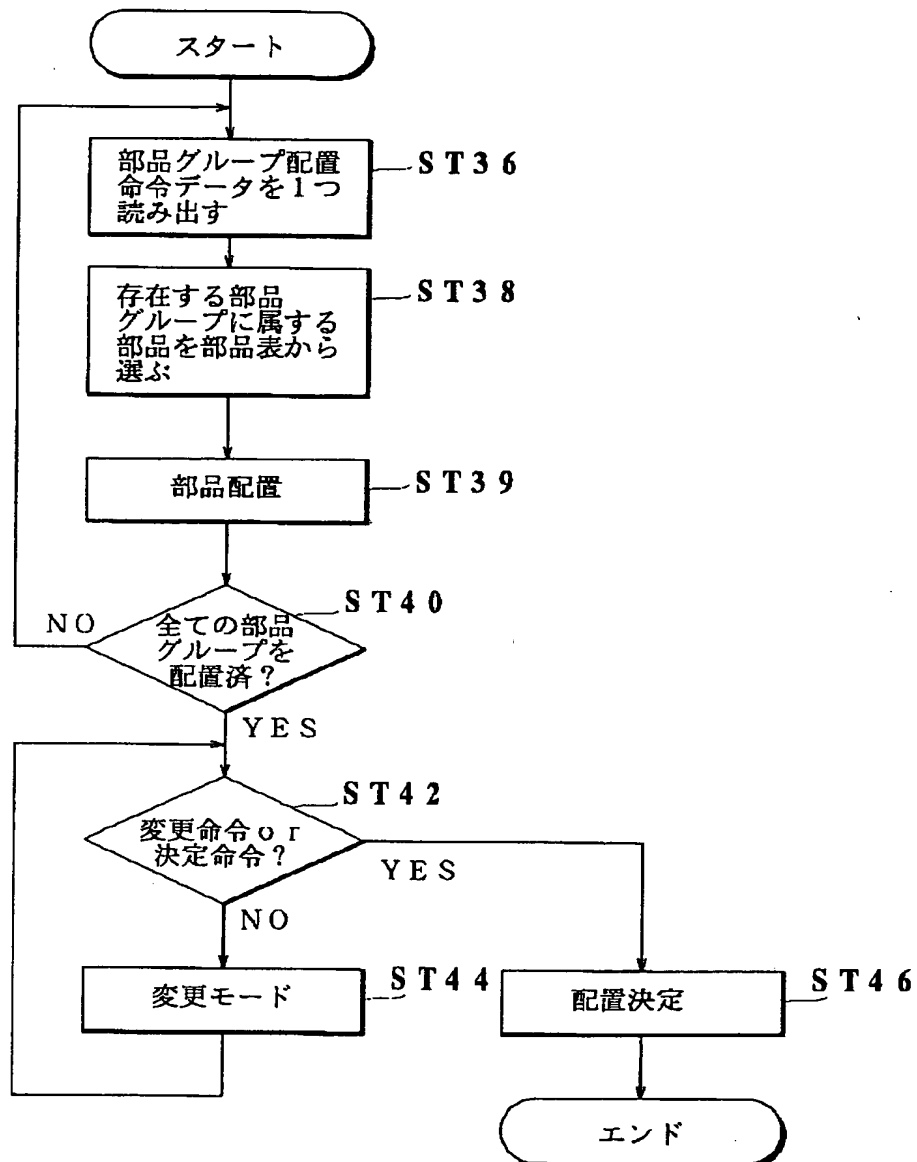 スタート
部品グループ配置
命令データを1つ
読み出す
ST36
存在する部品
グループに属する
部品を部品表から
選ぶ
ST38
部品配置
ST39
ST40
NO
全ての部品
グループを
配置済?
YES
ST42
変更命令or
決定命令?
YES
NO
変更モード
ST44
配置決定
ST46
エンド